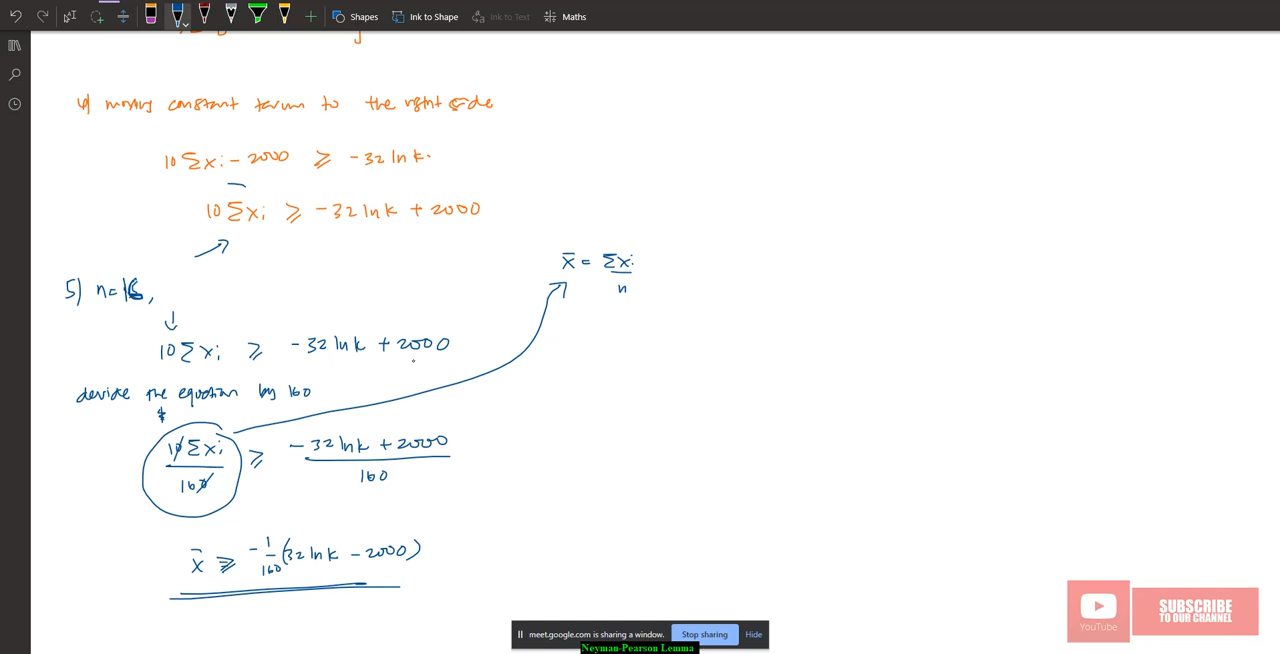 Shapes
Ink to Shape
Ink to Text
Maths
4) moving constant term to the right side
10 Σxi - 2000 ≥ -32 ln k.
10 Σxi ≥ -32 ln k + 2000
x̄ = Σxi / n
5) n=16,
10 Σxi ≥ -32 ln k + 2000
devide the equation by 160
10 Σxi / 160 ≥ -32 ln k + 2000 / 160
x̄ ≥ -1/160 (32 ln k - 2000)
YouTube
SUBSCRIBE
TO OUR CHANNEL
meet.google.com is sharing a window.
Stop sharing
Hide
Neyman-Pearson Lemma